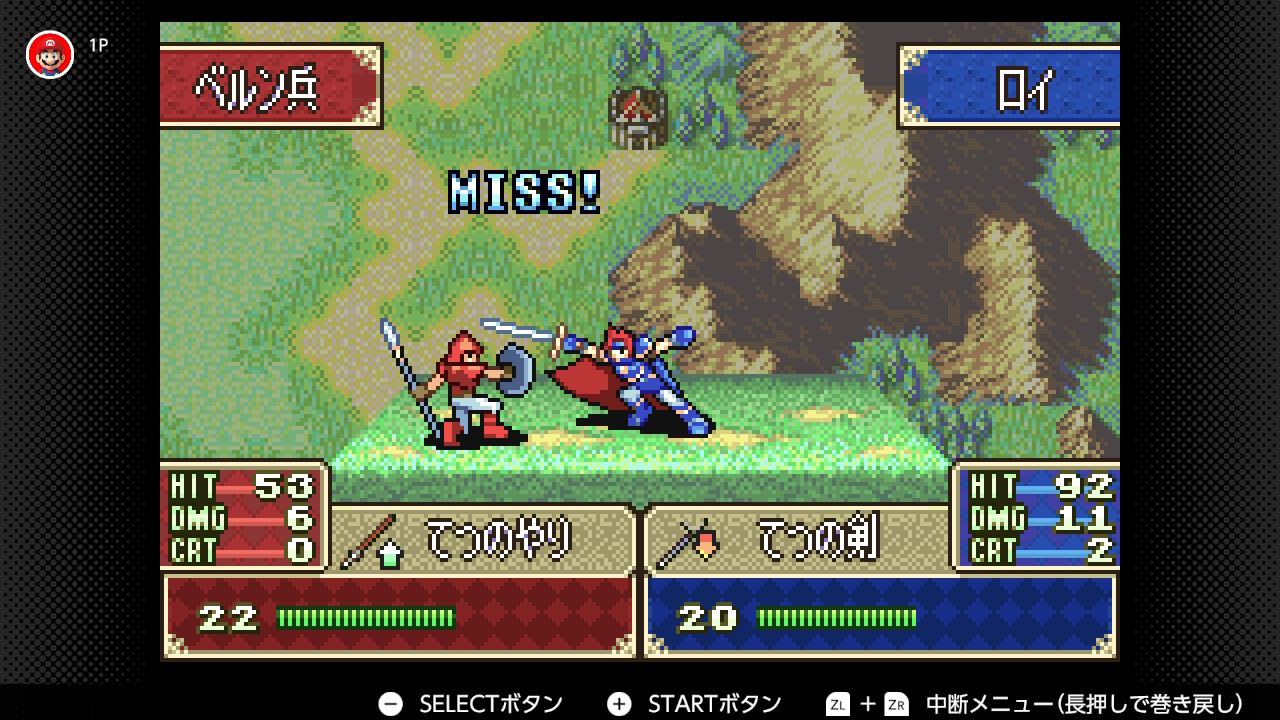 1P
ベルン兵
ロイ
MISS!
HIT 53
DMG 6
CRT 0
てつのやり
てつの剣
HIT 92
DMG 11
CRT 2
22
20
SELECTボタン
STARTボタン
ZL + ZR 中断メニュー(長押しで巻き戻し)